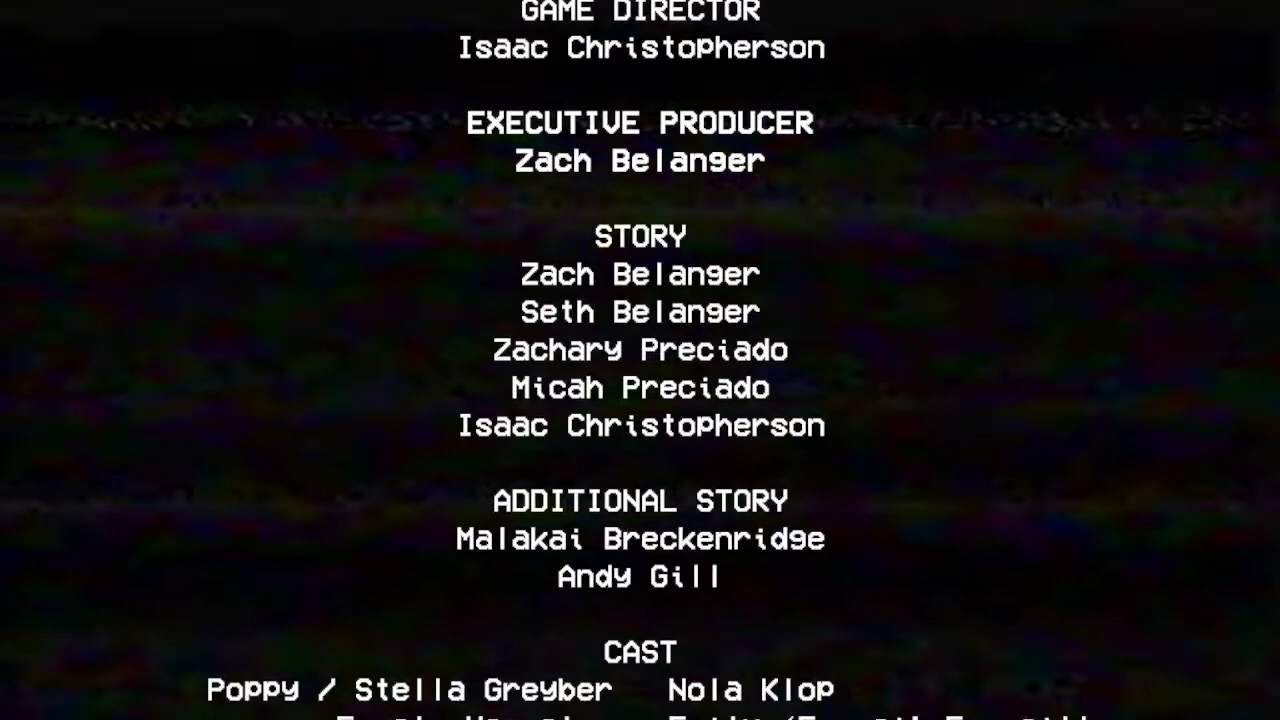 GAME DIRECTOR
Isaac Christopherson
EXECUTIVE PRODUCER
Zach Belanger
STORY
Zach Belanger
Seth Belanger
Zachary Preciado
Micah Preciado
Isaac Christopherson
ADDITIONAL STORY
Malakai Breckenridge
Andy Gill
CAST
Poppy / Stella Greyber Nola Klop